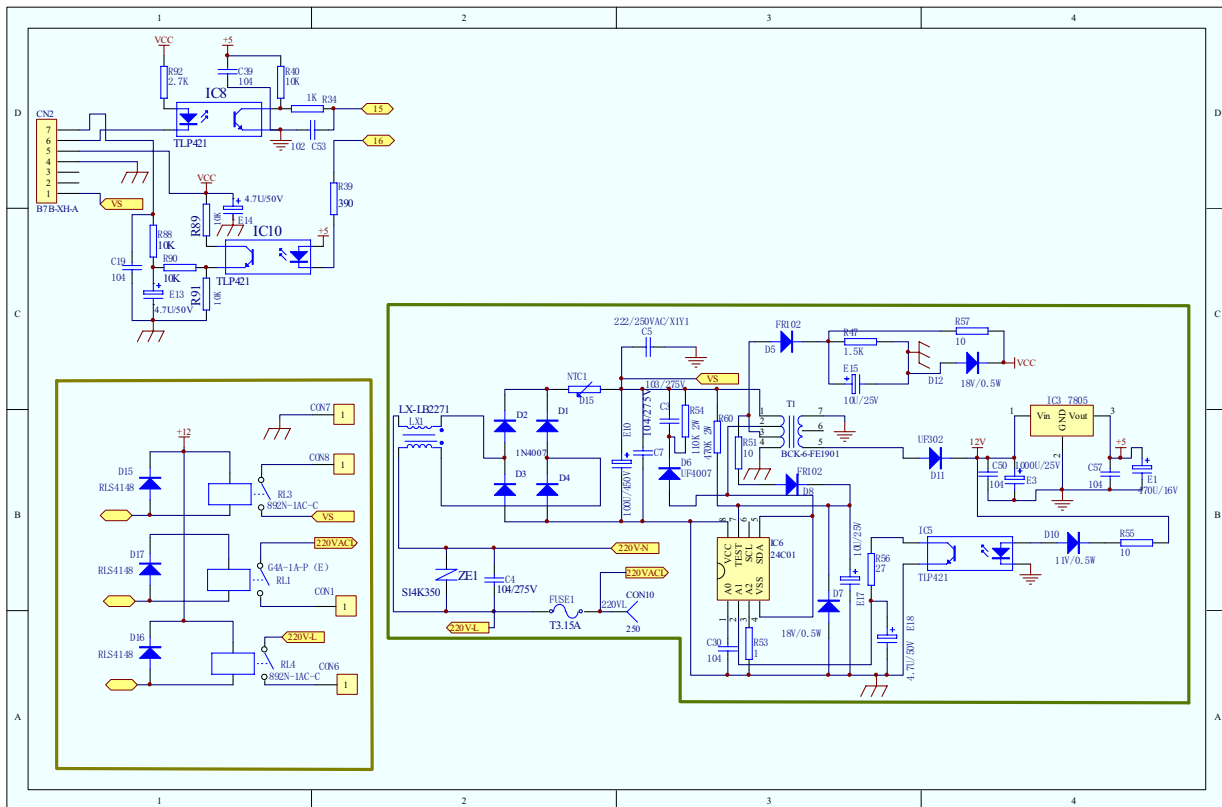 1 2 3 4
D
C
B
A
D
C
B
A
1 2 3 4
VCC
+5
R92
2.7K
C39
104
R40
10K
IC8
1K R34
15
TLP421
102 C53
16
CN2
7
6
5
4
3
2
1
B7B-XH-A
VS
VCC
4.7U/50V
E14
R89
10K
R39
390
IC10
+5
TLP421
R88
10K
C19
104
R90
10K
E13
4.7U/50V
R91
10K
CON7
1
+12
CON8
1
D15
RLS4148
RL3
892N-1AC-C
VS
D17
RLS4148
220VACL
G4A-1A-P (E)
RL1
CON1
1
D16
RLS4148
220V-L
RL4
892N-1AC-C
CON6
1
222/250VAC/X1Y1
C5
NTC1
D15
103/275V
VS
LX-LB2271
LX1
D2
D1
1N4007
D3
D4
E10
100U/450V
104/275V
C7
C3
R54
110K 2W
D6
UF4007
R60
470K 2W
FR102
D5
R47
1.5K
E15
10U/25V
R57
10
D12
18V/0.5W
VCC
T1
1
2
3
4
7
6
5
BCK-6-FE1901
R51
10
FR102
D8
UF302
D11
12V
IC3 7805
1
Vin
GND
Vout
3
2
+5
C50
104
1000U/25V
E3
C57
104
E1
470U/16V
220V-N
ZE1
S14K350
C4
104/275V
220VACL
FUSE1
T3.15A
220VL
CON10
250
220V-L
8 7 6 5
VCC
TEST
SCL
SDA
IC6
24C01
A0
A1
A2
VSS
1 2 3 4
C30
104
R53
1
D7
18V/0.5W
10U/25V
E17
R56
27
E18
4.7U/50V
IC5
TLP421
D10
11V/0.5W
R55
10